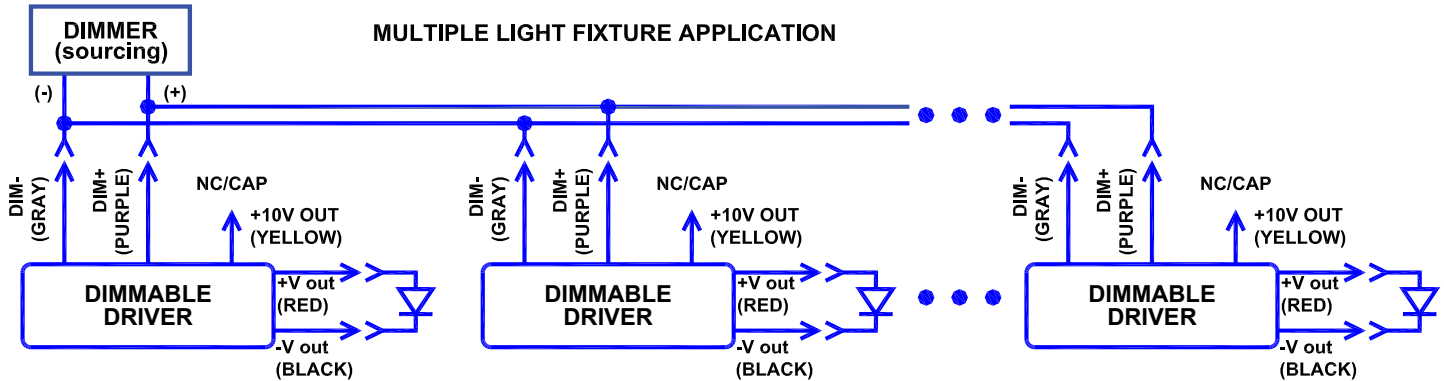 DIMMER
(sourcing)
MULTIPLE LIGHT FIXTURE APPLICATION
(-)
(+)
DIM-
(GRAY)
DIM+
(PURPLE)
NC/CAP
+10V OUT
(YELLOW)
DIMMABLE
DRIVER
+V out
(RED)
-V out
(BLACK)
DIM-
(GRAY)
DIM+
(PURPLE)
NC/CAP
+10V OUT
(YELLOW)
DIMMABLE
DRIVER
+V out
(RED)
-V out
(BLACK)
DIM-
(GRAY)
DIM+
(PURPLE)
NC/CAP
+10V OUT
(YELLOW)
DIMMABLE
DRIVER
+V out
(RED)
-V out
(BLACK)